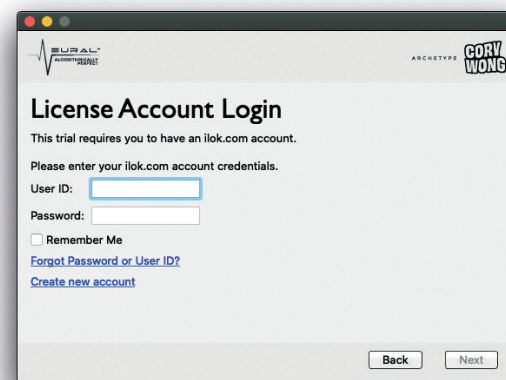 EURAL
ALGORITHMICALLY
PERFECT
ARCHETYPE
CORY
WONG
License Account Login
This trial requires you to have an ilok.com account.
Please enter your ilok.com account credentials.
User ID:
Password:
Remember Me
Forgot Password or User ID?
Create new account
Back
Next